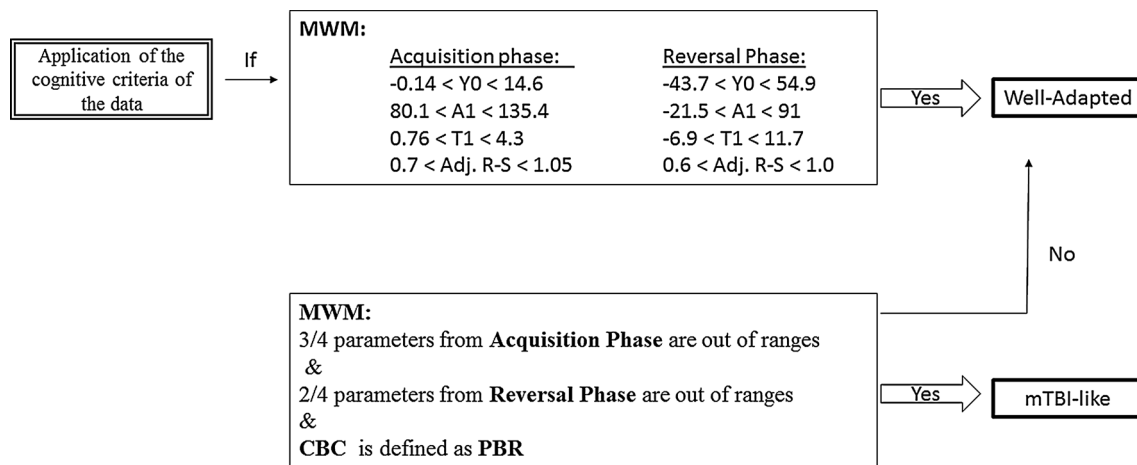 Application of the
cognitive criteria of
the data
If
MWM:
Acquisition phase: Reversal Phase:
-0.14 < Y0 < 14.6 -43.7 < Y0 < 54.9
80.1 < A1 < 135.4 -21.5 < A1 < 91
0.76 < T1 < 4.3 -6.9 < T1 < 11.7
0.7 < Adj. R-S < 1.05 0.6 < Adj. R-S < 1.0
Yes
Well-Adapted
No
MWM:
3/4 parameters from Acquisition Phase are out of ranges
&
2/4 parameters from Reversal Phase are out of ranges
&
CBC is defined as PBR
Yes
mTBI-like